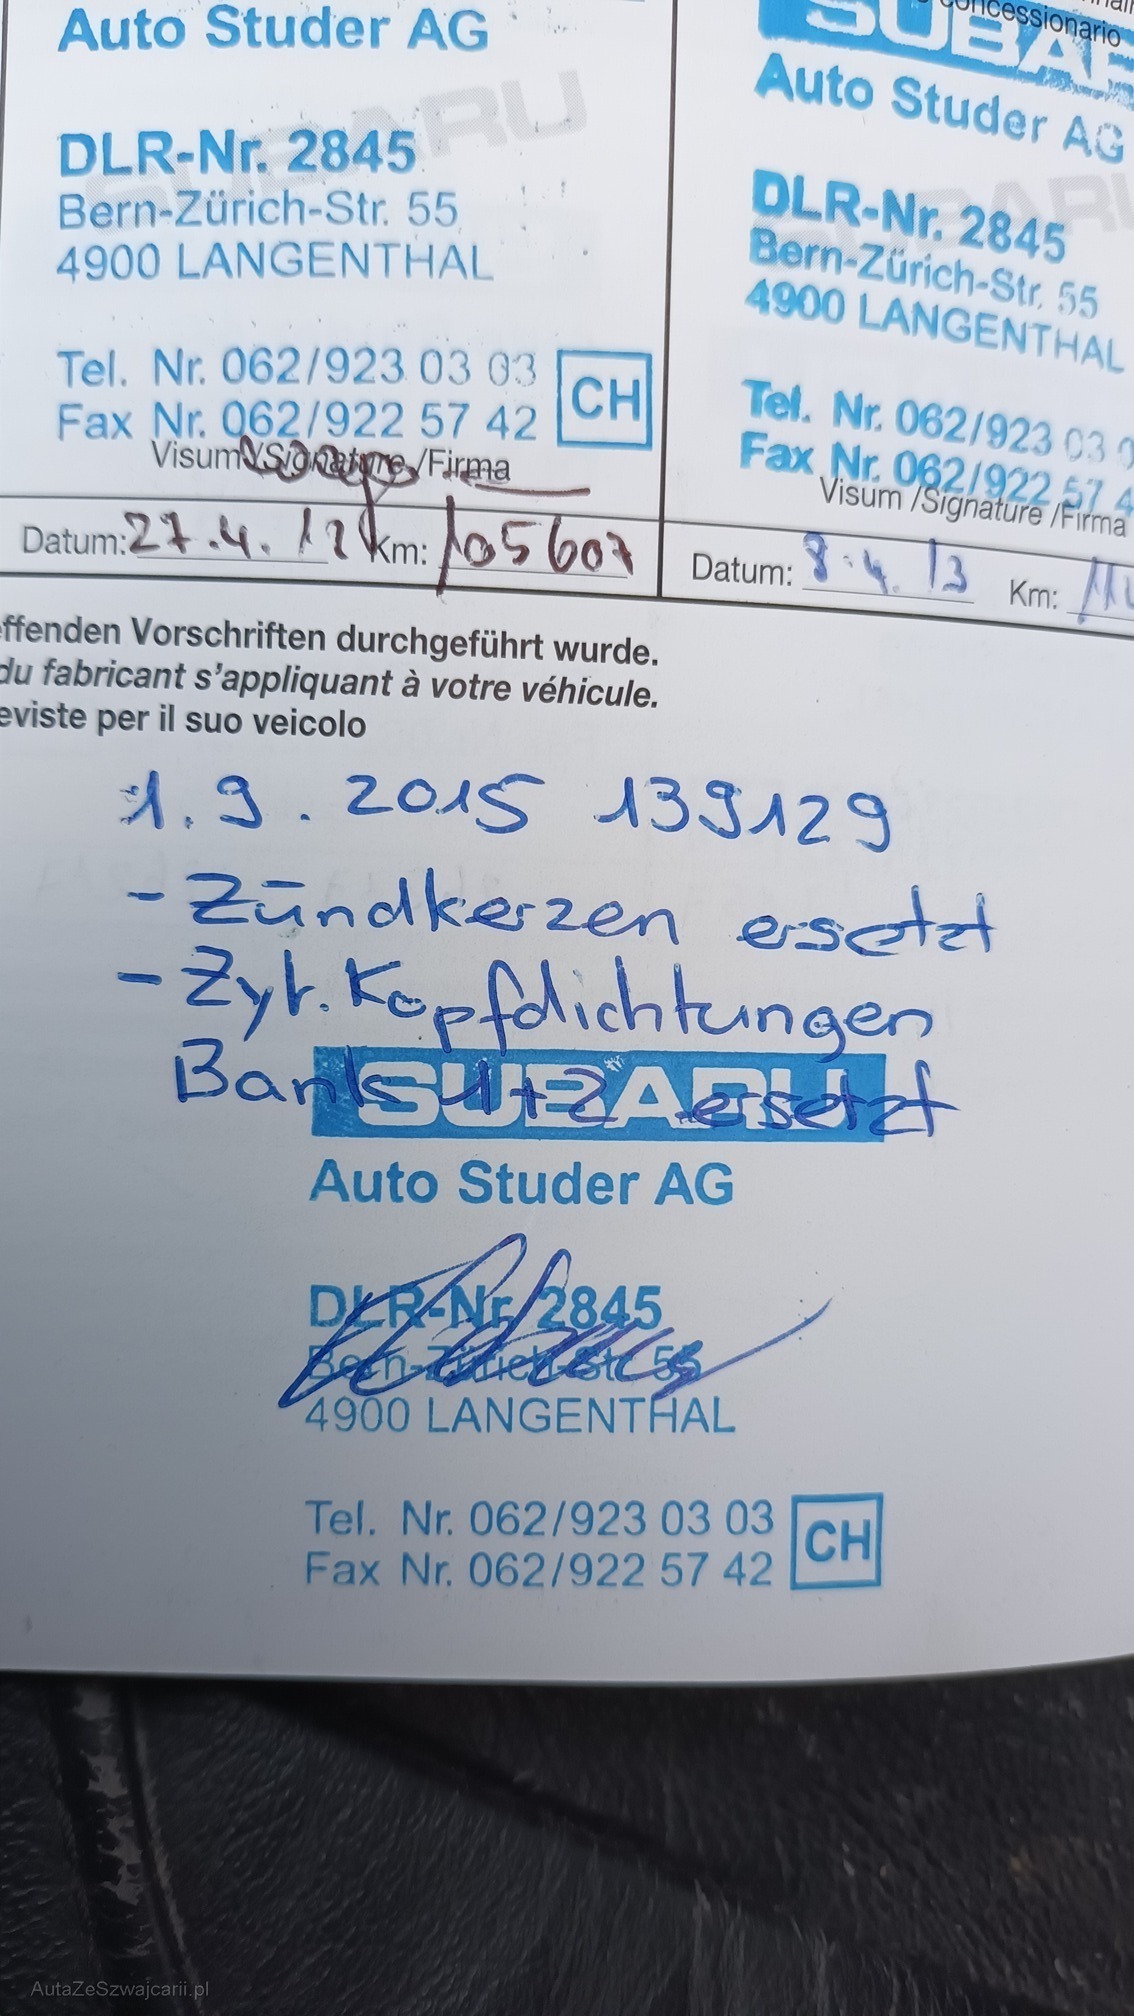 Auto Studer AG
DLR-Nr. 2845
Bern-Zürich-Str. 55
4900 LANGENTHAL
Tel. Nr. 062/923 03 03
Fax Nr. 062/922 57 42
CH
Visum/Signature/Firma
Datum: 27.4. Km: 105607
concessionario
SUBAR
Auto Studer AG
DLR-Nr. 2845
Bern-Zürich-Str. 55
4900 LANGENTHAL
Tel. Nr. 062/923 03 0
Fax Nr. 062/922 57 4
Visum /Signature /Firma
Datum: 8.4.13 Km:
ffenden Vorschriften durchgeführt wurde.
du fabricant s'appliquant à votre véhicule.
eviste per il suo veicolo
1.9.2015 139129
- Zündkerzen ersetzt
- Zyl. Kopfdichtungen
Bank 1+2 ersetzt
SUBARU
Auto Studer AG
DLR-Nr. 2845
Bern-Zürich-Str. 55
4900 LANGENTHAL
Tel. Nr. 062/923 03 03
Fax Nr. 062/922 57 42
CH
AutaZeSzwajcarii.pl